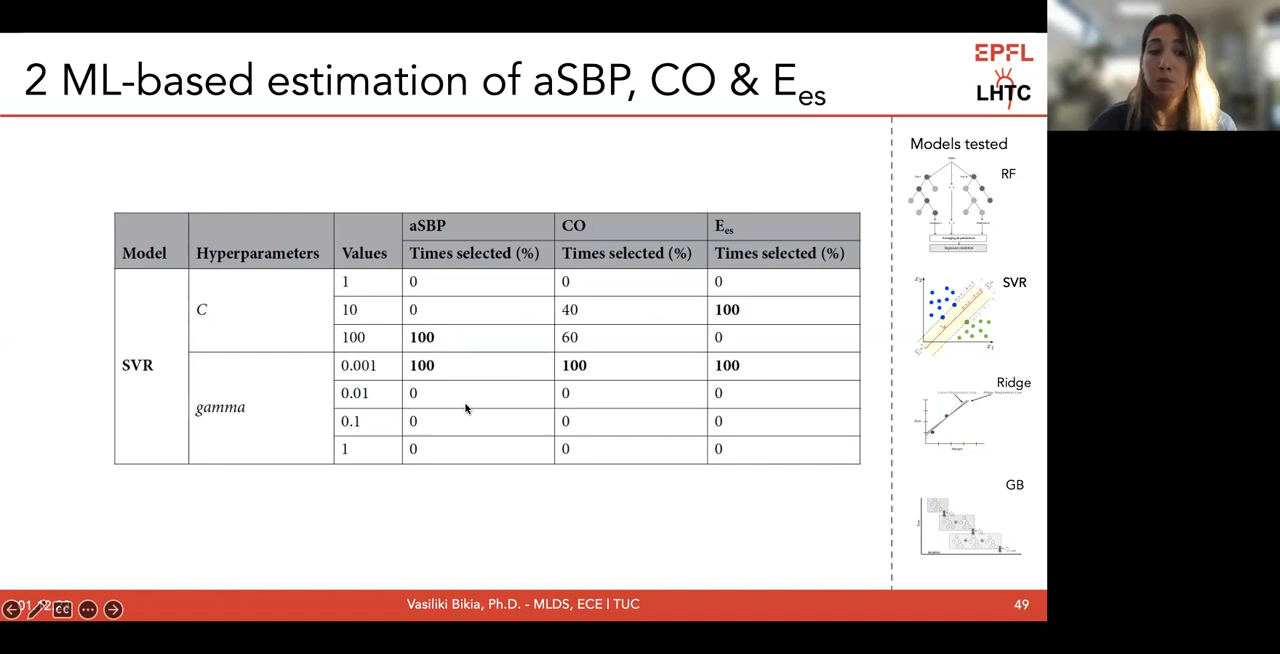 2 ML-based estimation of aSBP, CO & Ees
EPFL
LHTC
Models tested
RF
SVR
Ridge
GB
aSBP CO Ees
Model Hyperparameters Values Times selected (%) Times selected (%) Times selected (%)
SVR
C
1 0 0 0
10 0 40 100
100 100 60 0
gamma
0.001 100 100 100
0.01 0 0 0
0.1 0 0 0
1 0 0 0
Vasiliki Bikia, Ph.D. - MLDS, ECE | TUC
49